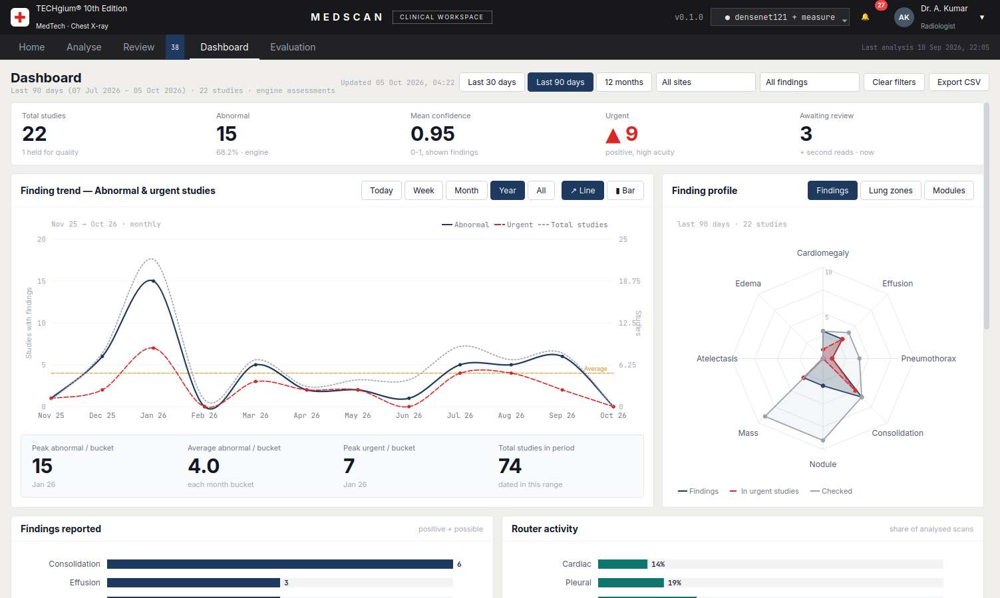 TECHgium® 10th Edition
MedTech · Chest X-ray
MEDSCAN
CLINICAL WORKSPACE
v0.1.0
● densenet121 + measure
27
AK
Dr. A. Kumar
Radiologist
Home
Analyse
Review
38
Dashboard
Evaluation
Last analysis 10 Sep 2026, 22:05
Dashboard
Last 90 days (07 Jul 2026 – 05 Oct 2026) · 22 studies · engine assessments
Updated 05 Oct 2026, 04:22
Last 30 days
Last 90 days
12 months
All sites
All findings
Clear filters
Export CSV
Total studies
22
1 held for quality
Abnormal
15
68.2% · engine
Mean confidence
0.95
0-1, shown findings
Urgent
▲ 9
positive, high acuity
Awaiting review
3
+ second reads · now
Finding trend — Abnormal & urgent studies
Today
Week
Month
Year
All
↗ Line
▮ Bar
Nov 25 → Oct 26 · monthly
Abnormal
Urgent
Total studies
20
15
10
5
0
Studies with findings
25
18.75
12.5
6.25
0
Studies
Average
Nov 25
Dec 25
Jan 26
Feb 26
Mar 26
Apr 26
May 26
Jun 26
Jul 26
Aug 26
Sep 26
Oct 26
Peak abnormal / bucket
15
Jan 26
Average abnormal / bucket
4.0
each month bucket
Peak urgent / bucket
7
Jan 26
Total studies in period
74
dated in this range
Finding profile
Findings
Lung zones
Modules
last 90 days · 22 studies
Cardiomegaly
Effusion
Pneumothorax
Consolidation
Nodule
Mass
Atelectasis
Edema
10
5
Findings
In urgent studies
Checked
Findings reported
positive + possible
Consolidation
6
Effusion
3
Router activity
share of analysed scans
Cardiac
14%
Pleural
19%